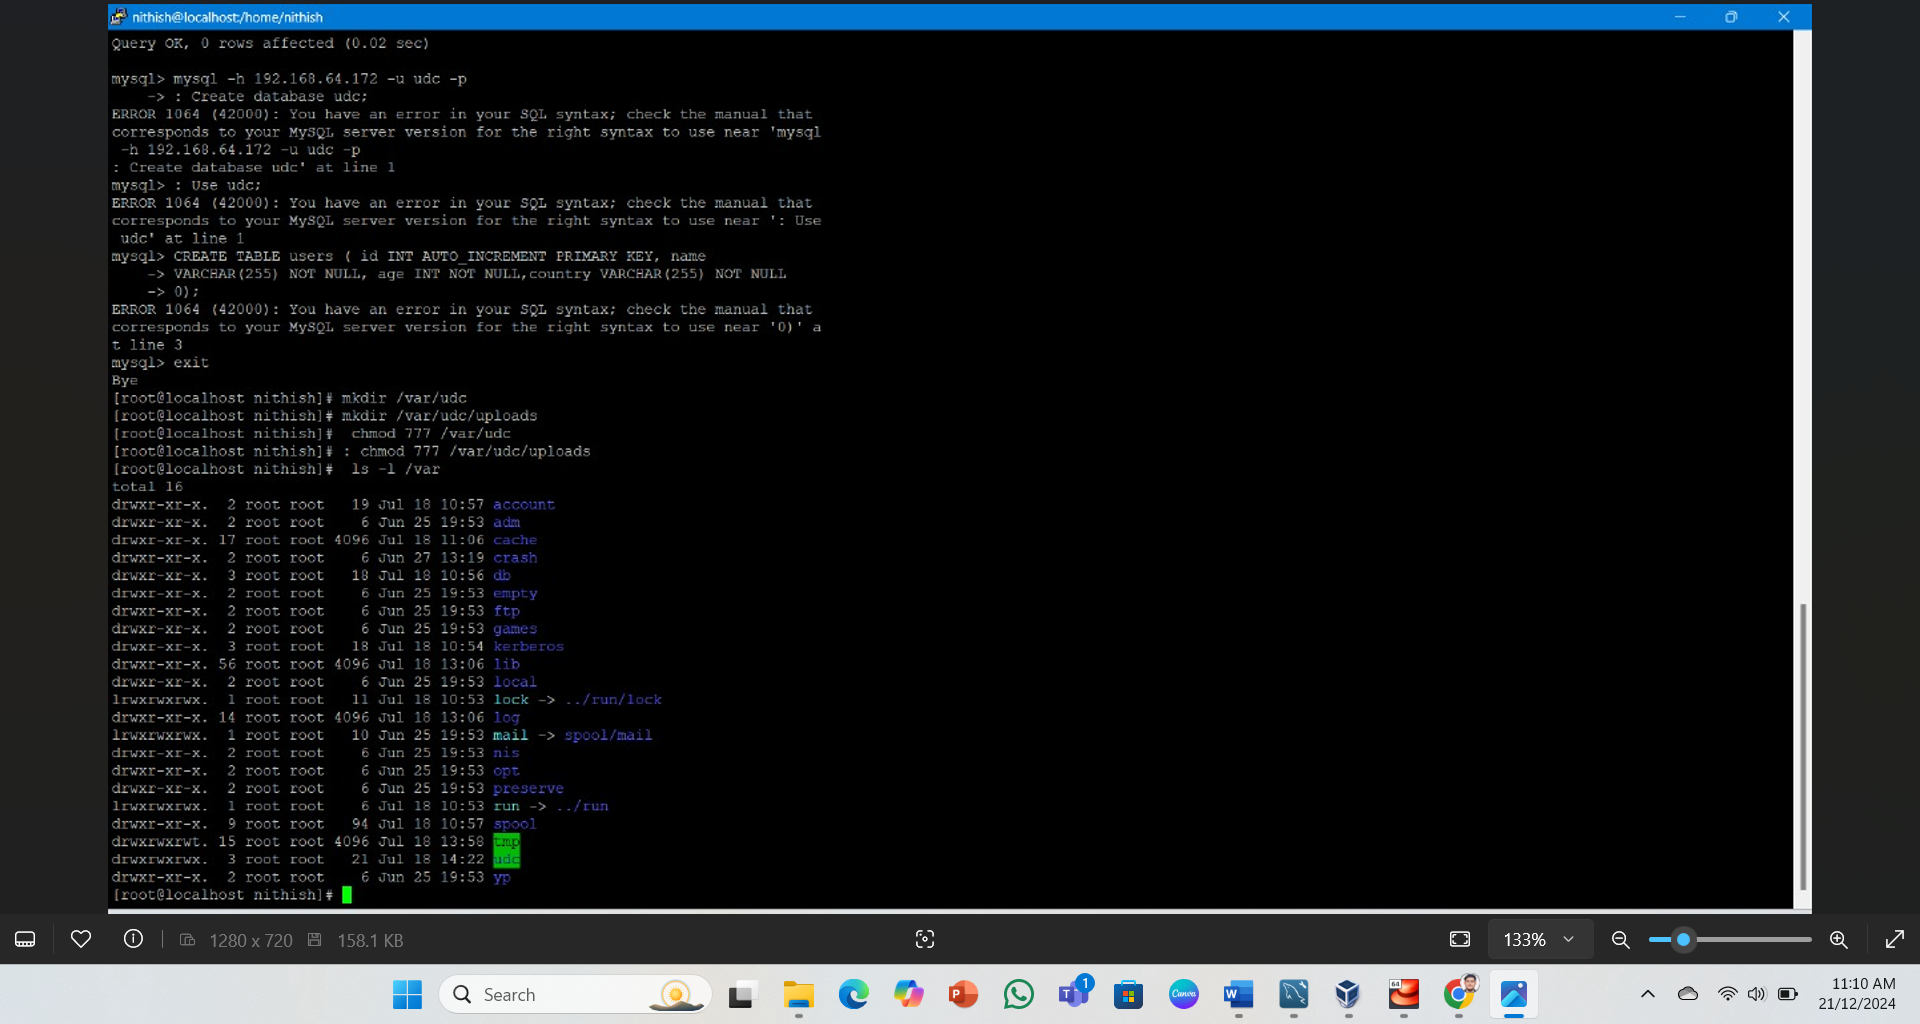 nithish@localhost:/home/nithish
Query OK, 0 rows affected (0.02 sec)
mysql> mysql -h 192.168.64.172 -u udc -p
-> : Create database udc;
ERROR 1064 (42000): You have an error in your SQL syntax; check the manual that
corresponds to your MySQL server version for the right syntax to use near 'mysql
-h 192.168.64.172 -u udc -p
: Create database udc' at line 1
mysql> : Use udc;
ERROR 1064 (42000): You have an error in your SQL syntax; check the manual that
corresponds to your MySQL server version for the right syntax to use near ': Use
udc' at line 1
mysql> CREATE TABLE users ( id INT AUTO_INCREMENT PRIMARY KEY, name
-> VARCHAR(255) NOT NULL, age INT NOT NULL,country VARCHAR(255) NOT NULL
-> 0);
ERROR 1064 (42000): You have an error in your SQL syntax; check the manual that
corresponds to your MySQL server version for the right syntax to use near '0)' a
t line 3
mysql> exit
Bye
[root@localhost nithish]# mkdir /var/udc
[root@localhost nithish]# mkdir /var/udc/uploads
[root@localhost nithish]#  chmod 777 /var/udc
[root@localhost nithish]# : chmod 777 /var/udc/uploads
[root@localhost nithish]#  ls -l /var
total 16
drwxr-xr-x.  2 root root   19 Jul 18 10:57 account
drwxr-xr-x.  2 root root    6 Jun 25 19:53 adm
drwxr-xr-x. 17 root root 4096 Jul 18 11:06 cache
drwxr-xr-x.  2 root root    6 Jun 27 13:19 crash
drwxr-xr-x.  3 root root   18 Jul 18 10:56 db
drwxr-xr-x.  2 root root    6 Jun 25 19:53 empty
drwxr-xr-x.  2 root root    6 Jun 25 19:53 ftp
drwxr-xr-x.  2 root root    6 Jun 25 19:53 games
drwxr-xr-x.  3 root root   18 Jul 18 10:54 kerberos
drwxr-xr-x. 56 root root 4096 Jul 18 13:06 lib
drwxr-xr-x.  2 root root    6 Jun 25 19:53 local
lrwxrwxrwx.  1 root root   11 Jul 18 10:53 lock -> ../run/lock
drwxr-xr-x. 14 root root 4096 Jul 18 13:06 log
lrwxrwxrwx.  1 root root   10 Jun 25 19:53 mail -> spool/mail
drwxr-xr-x.  2 root root    6 Jun 25 19:53 nis
drwxr-xr-x.  2 root root    6 Jun 25 19:53 opt
drwxr-xr-x.  2 root root    6 Jun 25 19:53 preserve
lrwxrwxrwx.  1 root root    6 Jul 18 10:53 run -> ../run
drwxr-xr-x.  9 root root   94 Jul 18 10:57 spool
drwxrwxrwt. 15 root root 4096 Jul 18 13:58 tmp
drwxrwxrwx.  3 root root   21 Jul 18 14:22 udc
drwxr-xr-x.  2 root root    6 Jun 25 19:53 yp
[root@localhost nithish]#
1280 x 720 158.1 KB 133%
Search P T 1 Canva W 64 11:10 AM
21/12/2024